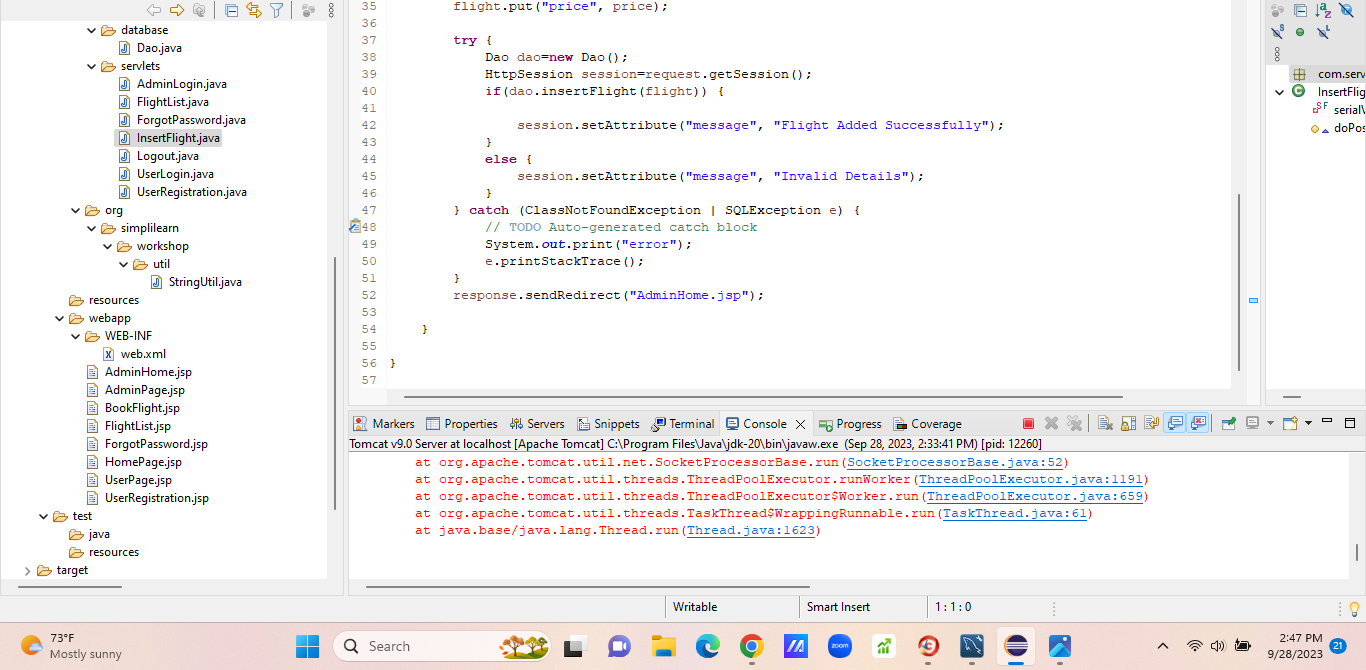 database
Dao.java
servlets
AdminLogin.java
FlightList.java
ForgotPassword.java
InsertFlight.java
Logout.java
UserLogin.java
UserRegistration.java
org
simplilearn
workshop
util
StringUtil.java
resources
webapp
WEB-INF
web.xml
AdminHome.jsp
AdminPage.jsp
BookFlight.jsp
FlightList.jsp
ForgotPassword.jsp
HomePage.jsp
UserPage.jsp
UserRegistration.jsp
test
java
resources
target
35 flight.put("price", price);
36
37 try {
38 Dao dao=new Dao();
39 HttpSession session=request.getSession();
40 if(dao.insertFlight(flight)) {
41
42 session.setAttribute("message", "Flight Added Successfully");
43 }
44 else {
45 session.setAttribute("message", "Invalid Details");
46 }
47 } catch (ClassNotFoundException | SQLException e) {
48 // TODO Auto-generated catch block
49 System.out.print("error");
50 e.printStackTrace();
51 }
52 response.sendRedirect("AdminHome.jsp");
53
54 }
55
56 }
57
com.serv
InsertFlig
serialV
doPos
Markers Properties Servers Snippets Terminal Console Progress Coverage
Tomcat v9.0 Server at localhost [Apache Tomcat] C:\Program Files\Java\jdk-20\bin\javaw.exe (Sep 28, 2023, 2:33:41 PM) [pid: 12260]
at org.apache.tomcat.util.net.SocketProcessorBase.run(SocketProcessorBase.java:52)
at org.apache.tomcat.util.threads.ThreadPoolExecutor.runWorker(ThreadPoolExecutor.java:1191)
at org.apache.tomcat.util.threads.ThreadPoolExecutor$Worker.run(ThreadPoolExecutor.java:659)
at org.apache.tomcat.util.threads.TaskThread$WrappingRunnable.run(TaskThread.java:61)
at java.base/java.lang.Thread.run(Thread.java:1623)
Writable Smart Insert 1 : 1 : 0
73°F
Mostly sunny
Search
zoom
2:47 PM
9/28/2023
21